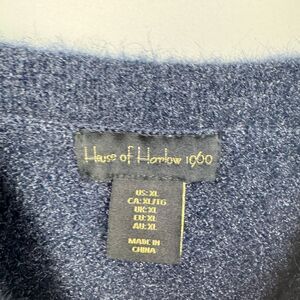 House of Harlow 1960
US: XL
CA: XL/TG
UK: XL
EU: XL
AU: XL
MADE IN
CHINA